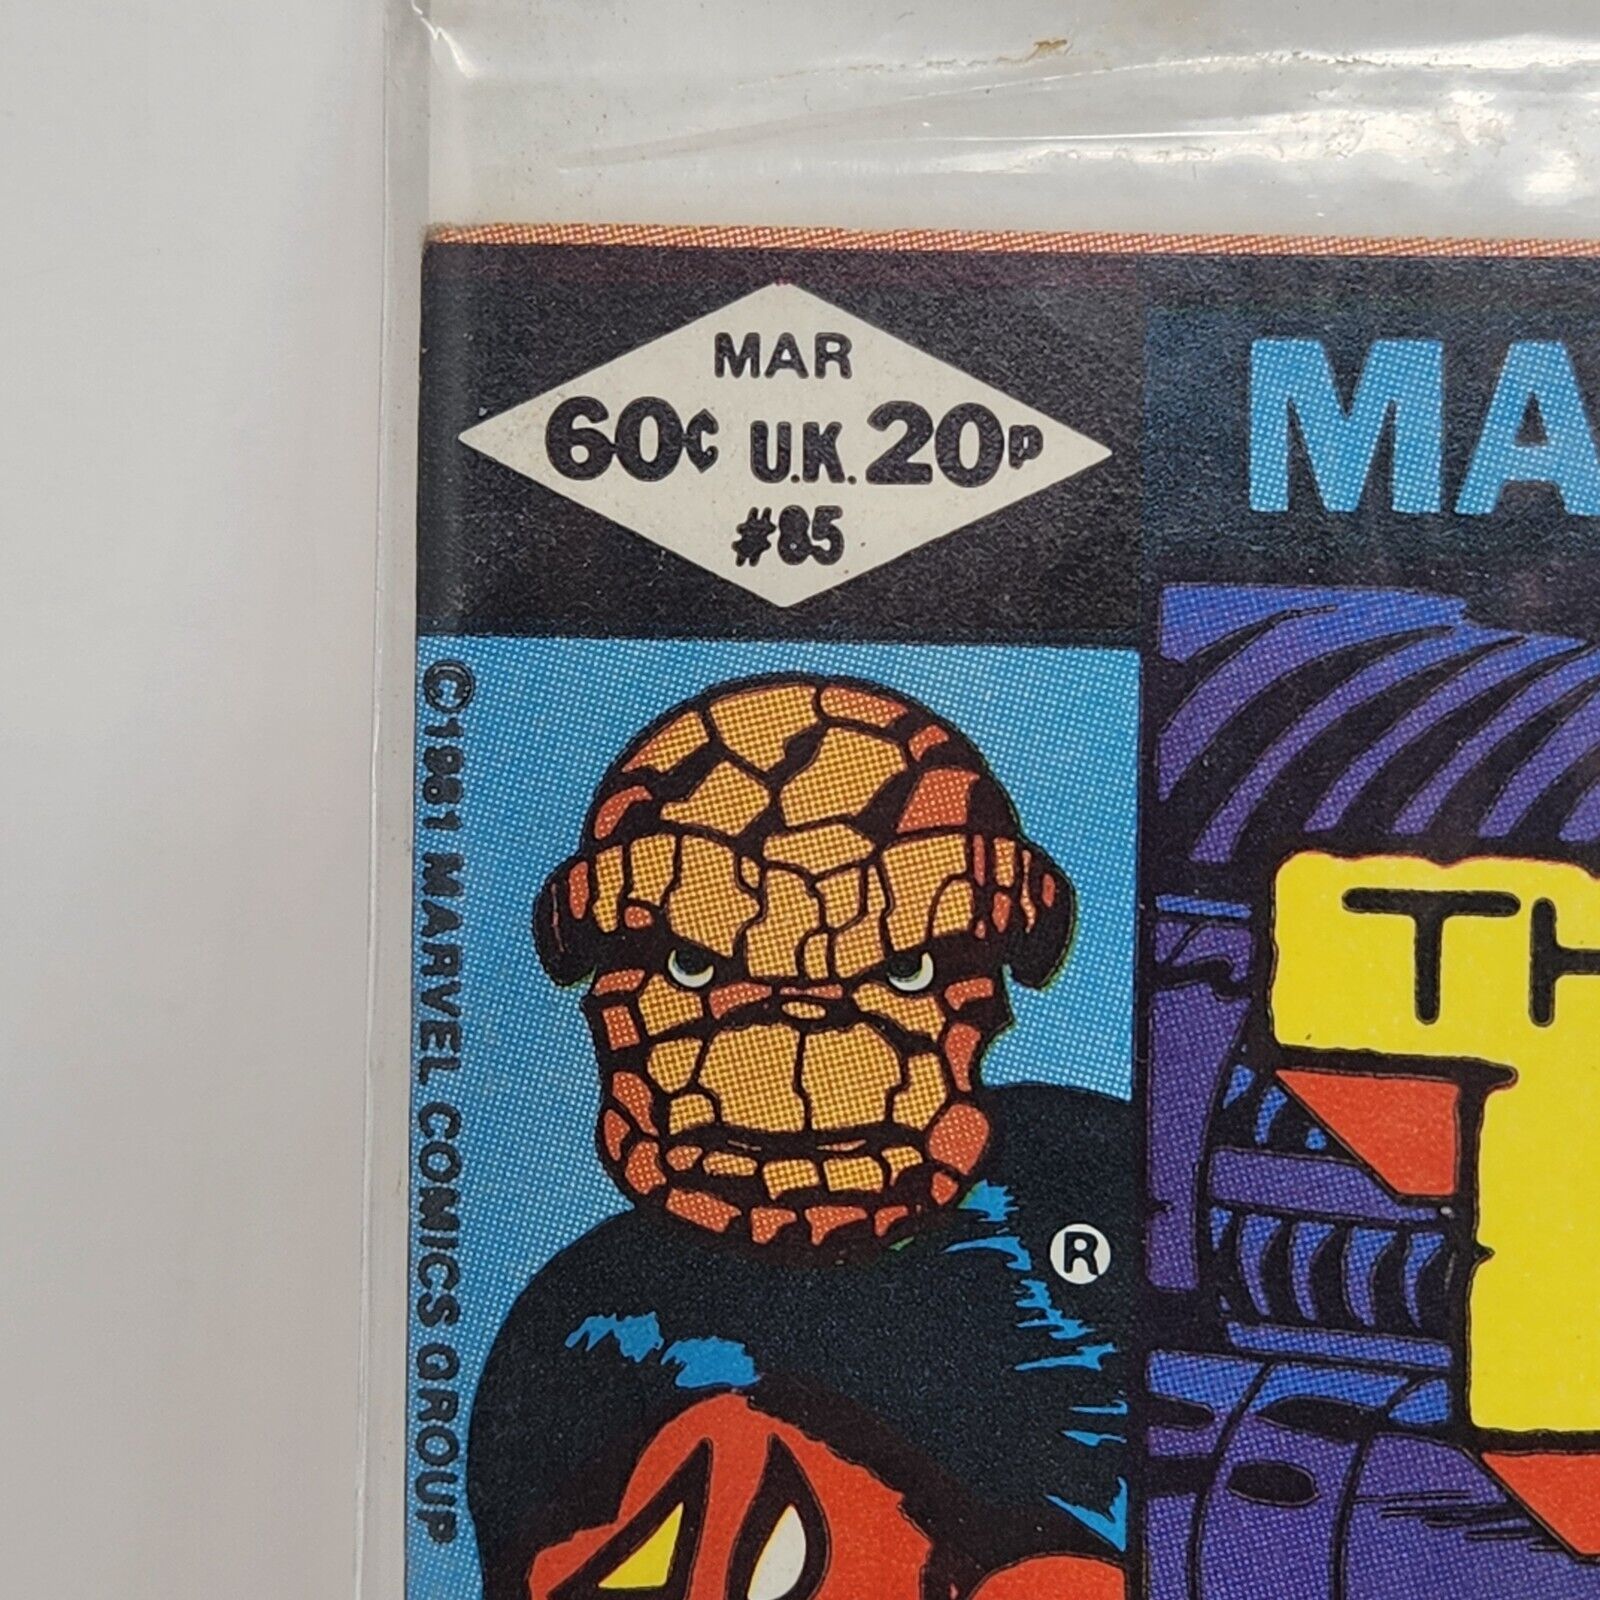 MAR
60¢ U.K. 20p
#85
MA
©1981 MARVEL COMICS GROUP
TH
®